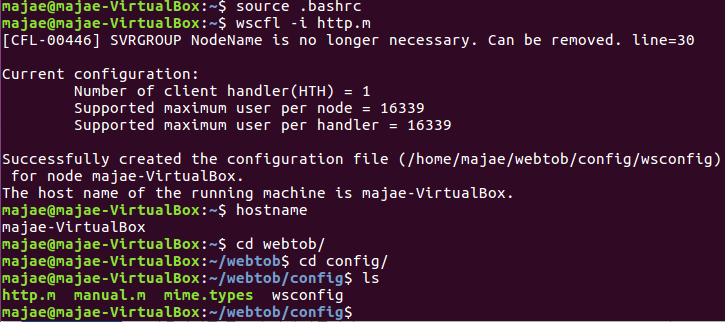 majae@majae-VirtualBox:~$ source .bashrc
majae@majae-VirtualBox:~$ wscfl -i http.m
[CFL-00446] SVRGROUP NodeName is no longer necessary. Can be removed. line=30
Current configuration:
Number of client handler(HTH) = 1
Supported maximum user per node = 16339
Supported maximum user per handler = 16339
Successfully created the configuration file (/home/majae/webtob/config/wsconfig)
for node majae-VirtualBox.
The host name of the running machine is majae-VirtualBox.
majae@majae-VirtualBox:~$ hostname
majae-VirtualBox
majae@majae-VirtualBox:~$ cd webtob/
majae@majae-VirtualBox:~/webtob$ cd config/
majae@majae-VirtualBox:~/webtob/config$ ls
http.m manual.m mime.types wsconfig
majae@majae-VirtualBox:~/webtob/config$